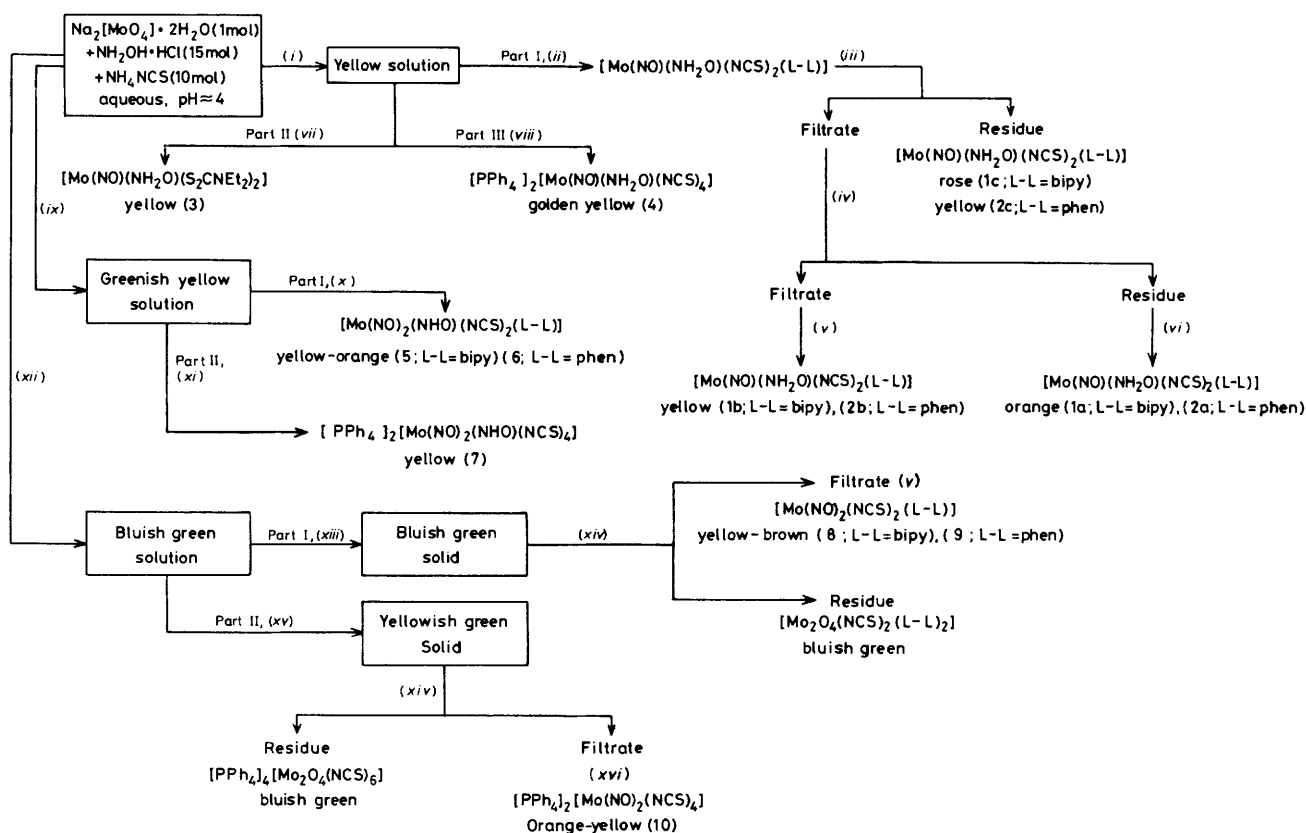 Na₂[MoO₄]·2H₂O(1mol)
+NH₂OH·HCl(15mol)
+NH₄NCS(10mol)
aqueous, pH≈4
(i)
Yellow solution
Part I,(ii)
[Mo(NO)(NH₂O)(NCS)₂(L-L)]
(iii)
Filtrate
Residue
[Mo(NO)(NH₂O)(NCS)₂(L-L)]
rose (1c; L-L=bipy)
yellow (2c; L-L=phen)
(iv)
Part II (vii)
Part III (viii)
[Mo(NO)(NH₂O)(S₂CNEt₂)₂]
yellow (3)
[PPh₄]₂[Mo(NO)(NH₂O)(NCS)₄]
golden yellow (4)
(ix)
Filtrate
Residue
(v)
(vi)
[Mo(NO)(NH₂O)(NCS)₂(L-L)]
yellow (1b; L-L=bipy),(2b; L-L=phen)
[Mo(NO)(NH₂O)(NCS)₂(L-L)]
orange (1a; L-L=bipy),(2a; L-L=phen)
Greenish yellow
solution
Part I,(x)
[Mo(NO)₂(NHO)(NCS)₂(L-L)]
yellow-orange (5; L-L=bipy)(6; L-L=phen)
Part II,
(xi)
(xii)
[PPh₄]₂[Mo(NO)₂(NHO)(NCS)₄]
yellow (7)
Bluish green
solution
Part I,(xiii)
Bluish green
solid
(xiv)
Filtrate (v)
[Mo(NO)₂(NCS)₂(L-L)]
yellow-brown (8; L-L=bipy),(9; L-L=phen)
Residue
[Mo₂O₄(NCS)₂(L-L)₂]
bluish green
Part II, (xv)
Yellowish green
Solid
(xiv)
Residue
[PPh₄]₄[Mo₂O₄(NCS)₆]
bluish green
Filtrate
(xvi)
[PPh₄]₂[Mo(NO)₂(NCS)₄]
Orange-yellow (10)